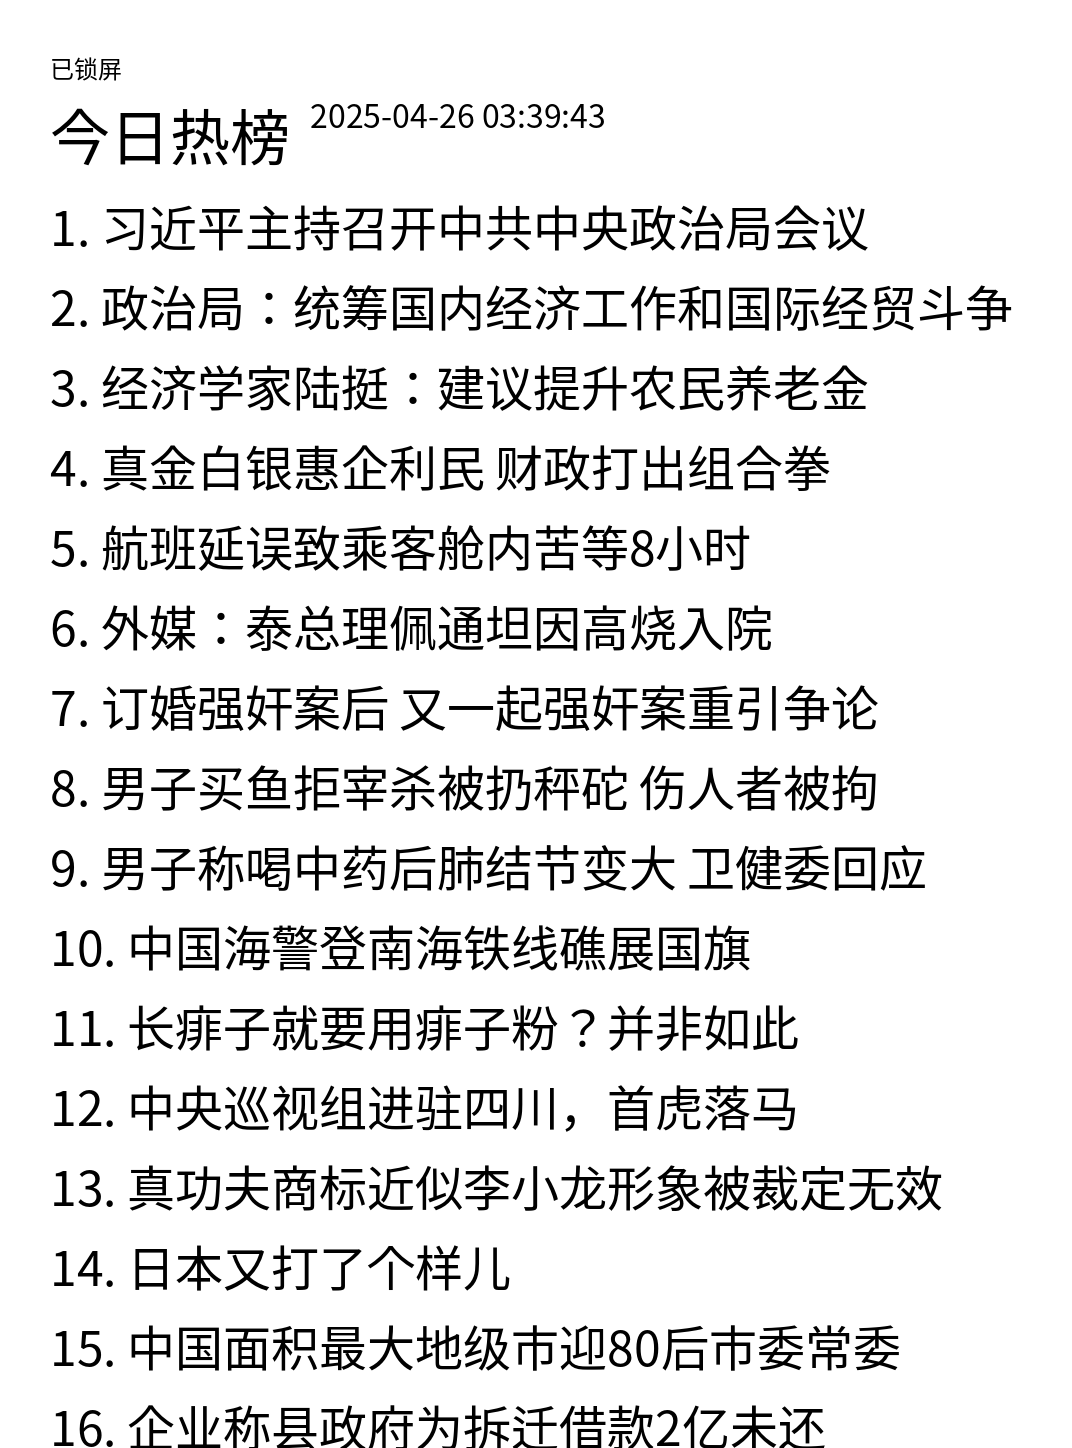 已锁屏
今日热榜 2025-04-26 03:39:43
1. 习近平主持召开中共中央政治局会议
2. 政治局：统筹国内经济工作和国际经贸斗争
3. 经济学家陆挺：建议提升农民养老金
4. 真金白银惠企利民 财政打出组合拳
5. 航班延误致乘客舱内苦等8小时
6. 外媒：泰总理佩通坦因高烧入院
7. 订婚强奸案后 又一起强奸案重引争论
8. 男子买鱼拒宰杀被扔秤砣 伤人者被拘
9. 男子称喝中药后肺结节变大 卫健委回应
10. 中国海警登南海铁线礁展国旗
11. 长痱子就要用痱子粉？并非如此
12. 中央巡视组进驻四川，首虎落马
13. 真功夫商标近似李小龙形象被裁定无效
14. 日本又打了个样儿
15. 中国面积最大地级市迎80后市委常委
16. 企业称县政府为拆迁借款2亿未还